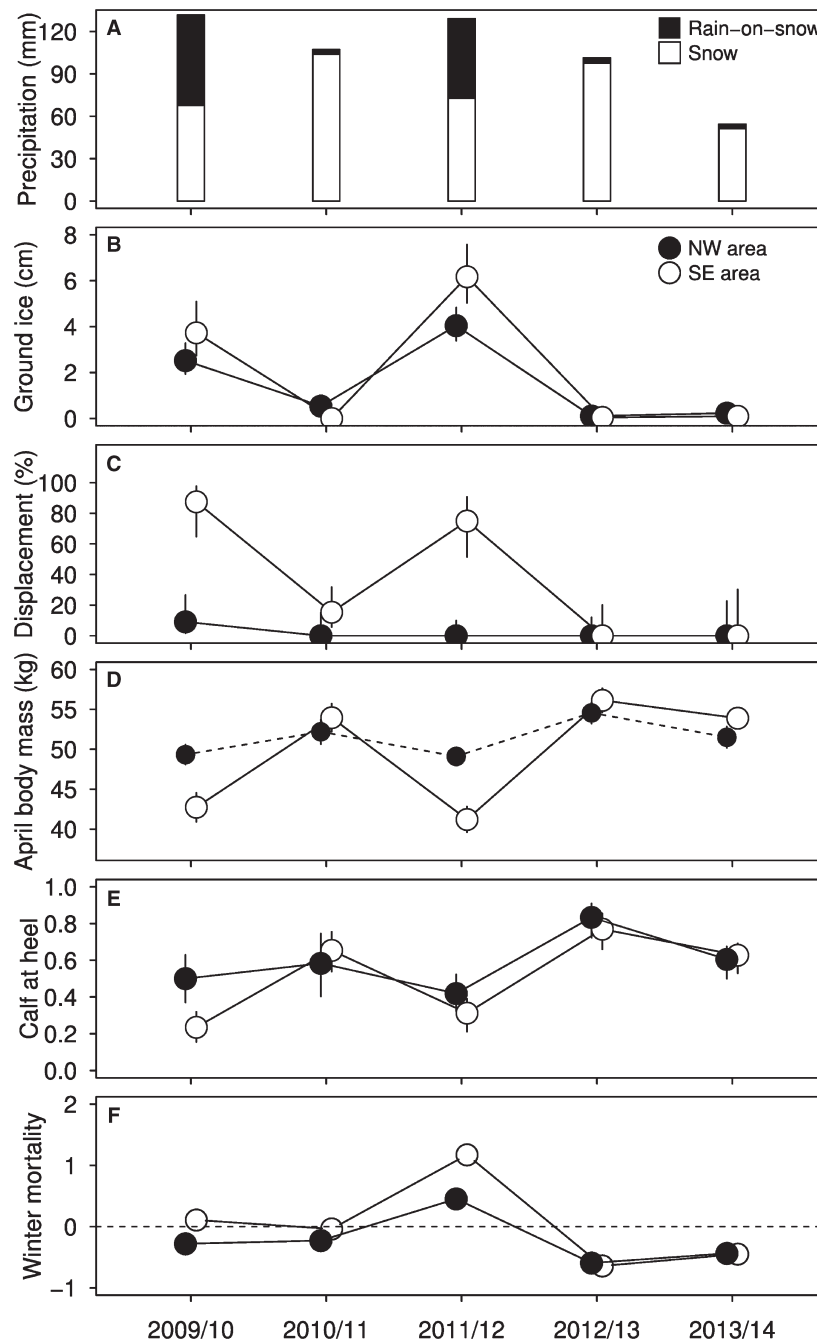 A
Rain-on-snow
Snow
Precipitation (mm)
120
90
60
30
0
B
NW area
SE area
Ground ice (cm)
8
6
4
2
0
C
Displacement (%)
100
80
60
40
20
0
D
April body mass (kg)
60
55
50
45
40
E
Calf at heel
1.0
0.8
0.6
0.4
0.2
0.0
F
Winter mortality
2
1
0
−1
2009/10 2010/11 2011/12 2012/13 2013/14